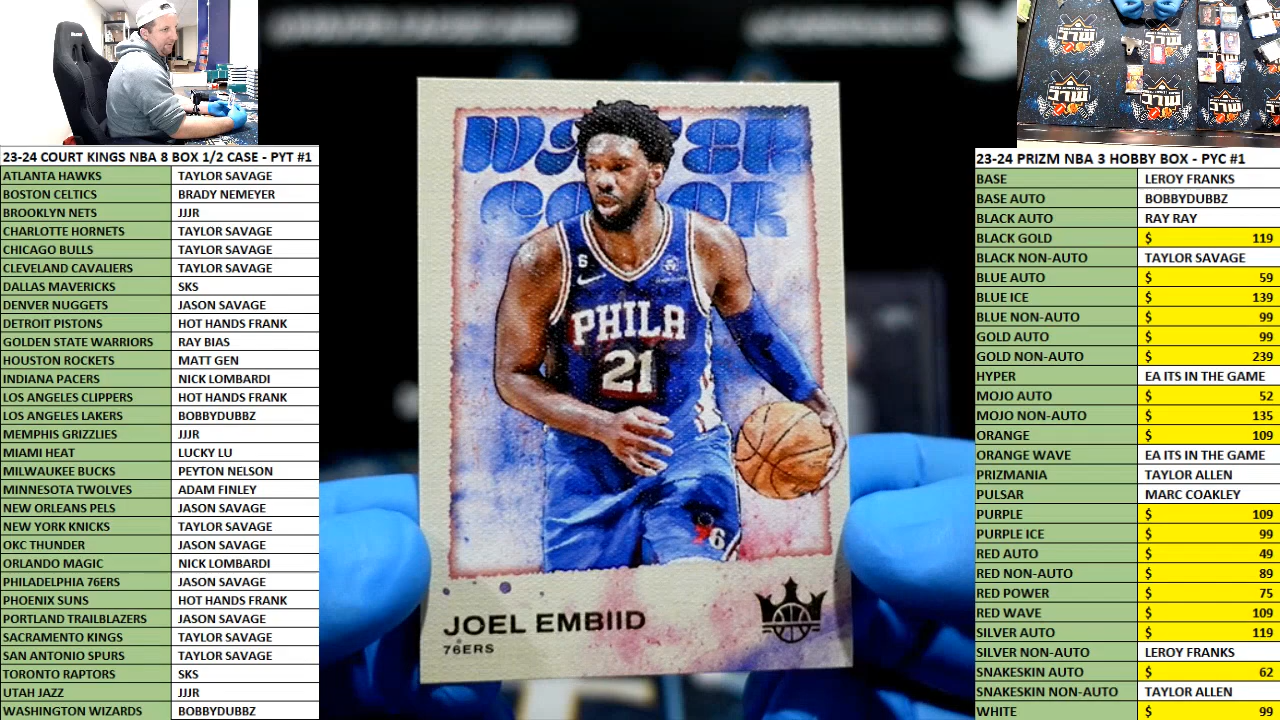 23-24 COURT KINGS NBA 8 BOX 1/2 CASE - PYT #1
ATLANTA HAWKS TAYLOR SAVAGE
BOSTON CELTICS BRADY NEMEYER
BROOKLYN NETS JJJR
CHARLOTTE HORNETS TAYLOR SAVAGE
CHICAGO BULLS TAYLOR SAVAGE
CLEVELAND CAVALIERS TAYLOR SAVAGE
DALLAS MAVERICKS SKS
DENVER NUGGETS JASON SAVAGE
DETROIT PISTONS HOT HANDS FRANK
GOLDEN STATE WARRIORS RAY BIAS
HOUSTON ROCKETS MATT GEN
INDIANA PACERS NICK LOMBARDI
LOS ANGELES CLIPPERS HOT HANDS FRANK
LOS ANGELES LAKERS BOBBYDUBBZ
MEMPHIS GRIZZLIES JJJR
MIAMI HEAT LUCKY LU
MILWAUKEE BUCKS PEYTON NELSON
MINNESOTA TWOLVES ADAM FINLEY
NEW ORLEANS PELS JASON SAVAGE
NEW YORK KNICKS TAYLOR SAVAGE
OKC THUNDER JASON SAVAGE
ORLANDO MAGIC NICK LOMBARDI
PHILADELPHIA 76ERS JASON SAVAGE
PHOENIX SUNS HOT HANDS FRANK
PORTLAND TRAILBLAZERS JASON SAVAGE
SACRAMENTO KINGS TAYLOR SAVAGE
SAN ANTONIO SPURS TAYLOR SAVAGE
TORONTO RAPTORS SKS
UTAH JAZZ JJJR
WASHINGTON WIZARDS BOBBYDUBBZ
WATER
COLOR
6
PHILA
21
76
JOEL EMBIID
76ERS
23-24 PRIZM NBA 3 HOBBY BOX - PYC #1
BASE LEROY FRANKS
BASE AUTO BOBBYDUBBZ
BLACK AUTO RAY RAY
BLACK GOLD $ 119
BLACK NON-AUTO TAYLOR SAVAGE
BLUE AUTO $ 59
BLUE ICE $ 139
BLUE NON-AUTO $ 99
GOLD AUTO $ 99
GOLD NON-AUTO $ 239
HYPER EA ITS IN THE GAME
MOJO AUTO $ 52
MOJO NON-AUTO $ 135
ORANGE $ 109
ORANGE WAVE EA ITS IN THE GAME
PRIZMANIA TAYLOR ALLEN
PULSAR MARC COAKLEY
PURPLE $ 109
PURPLE ICE $ 99
RED AUTO $ 49
RED NON-AUTO $ 89
RED POWER $ 75
RED WAVE $ 109
SILVER AUTO $ 119
SILVER NON-AUTO LEROY FRANKS
SNAKESKIN AUTO $ 62
SNAKESKIN NON-AUTO TAYLOR ALLEN
WHITE $ 99